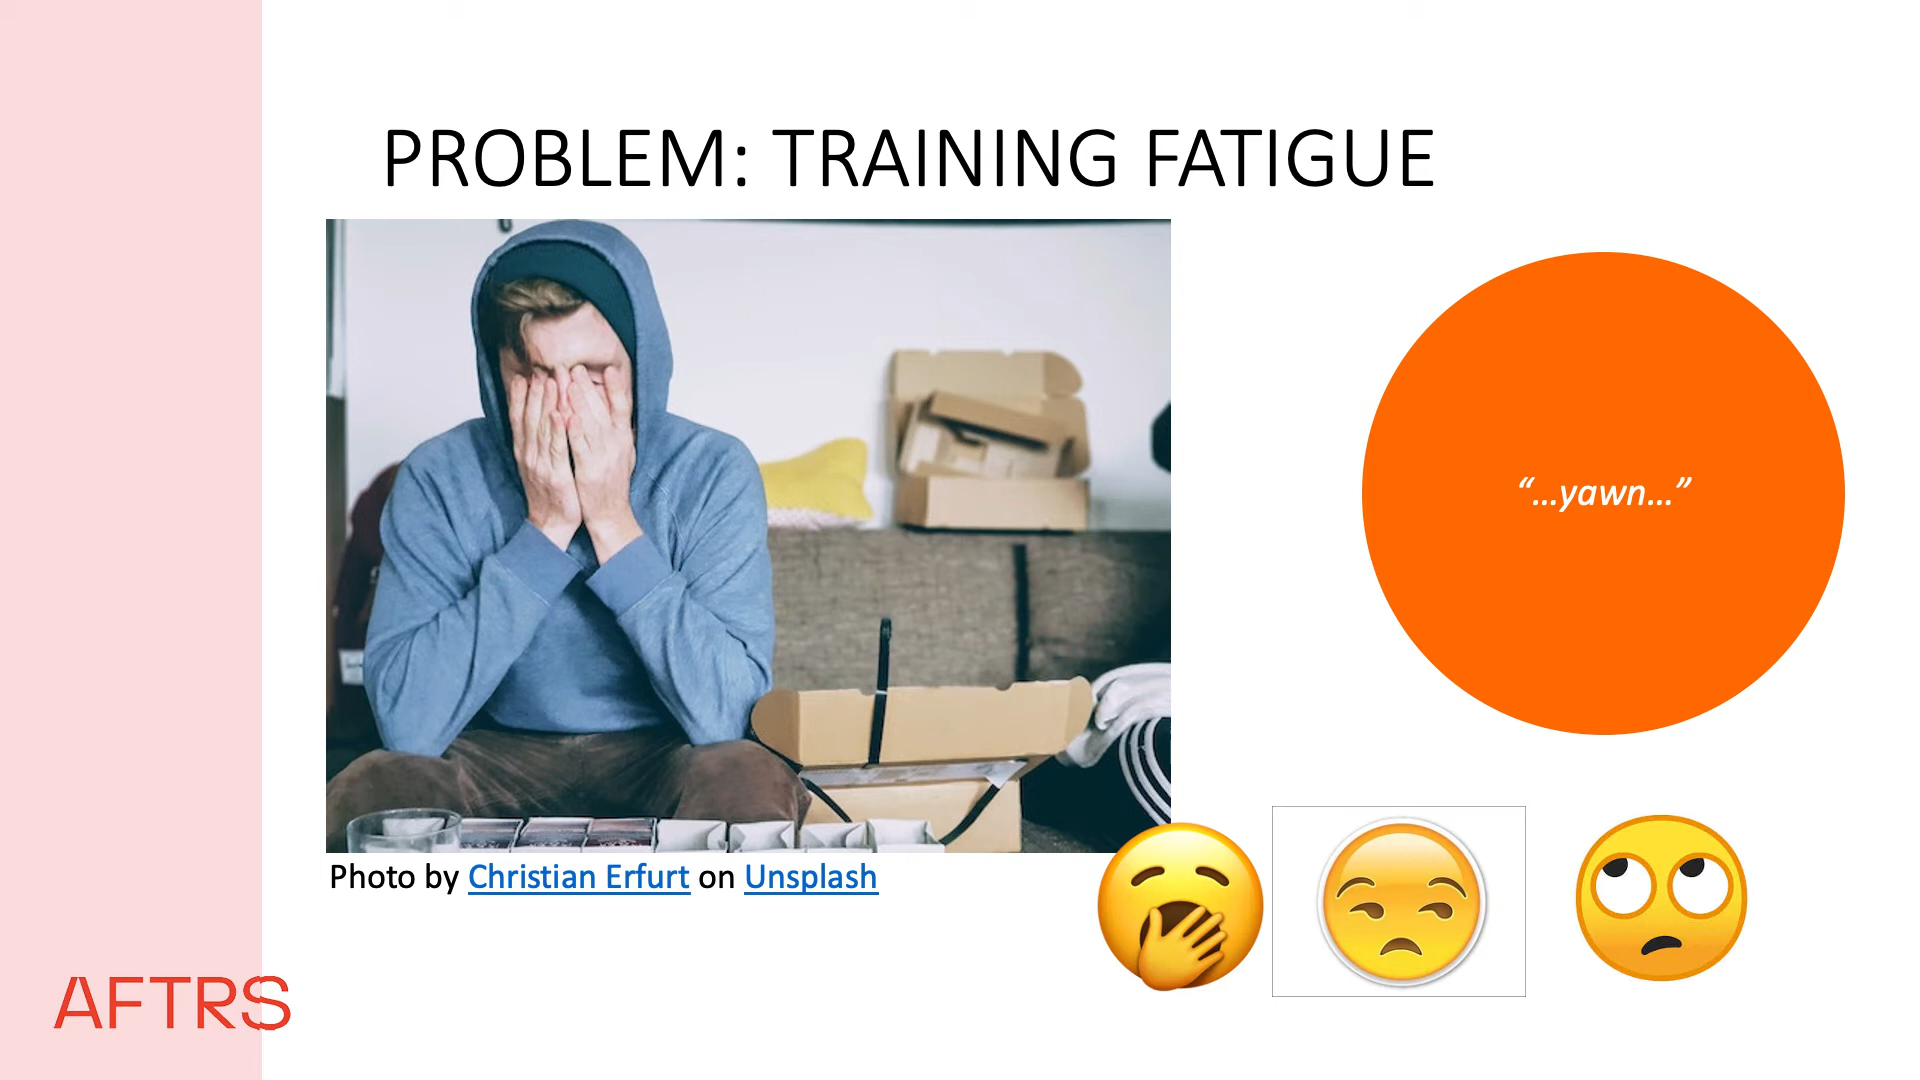 PROBLEM: TRAINING FATIGUE
“...yawn...”
Photo by Christian Erfurt on Unsplash
AFTRS